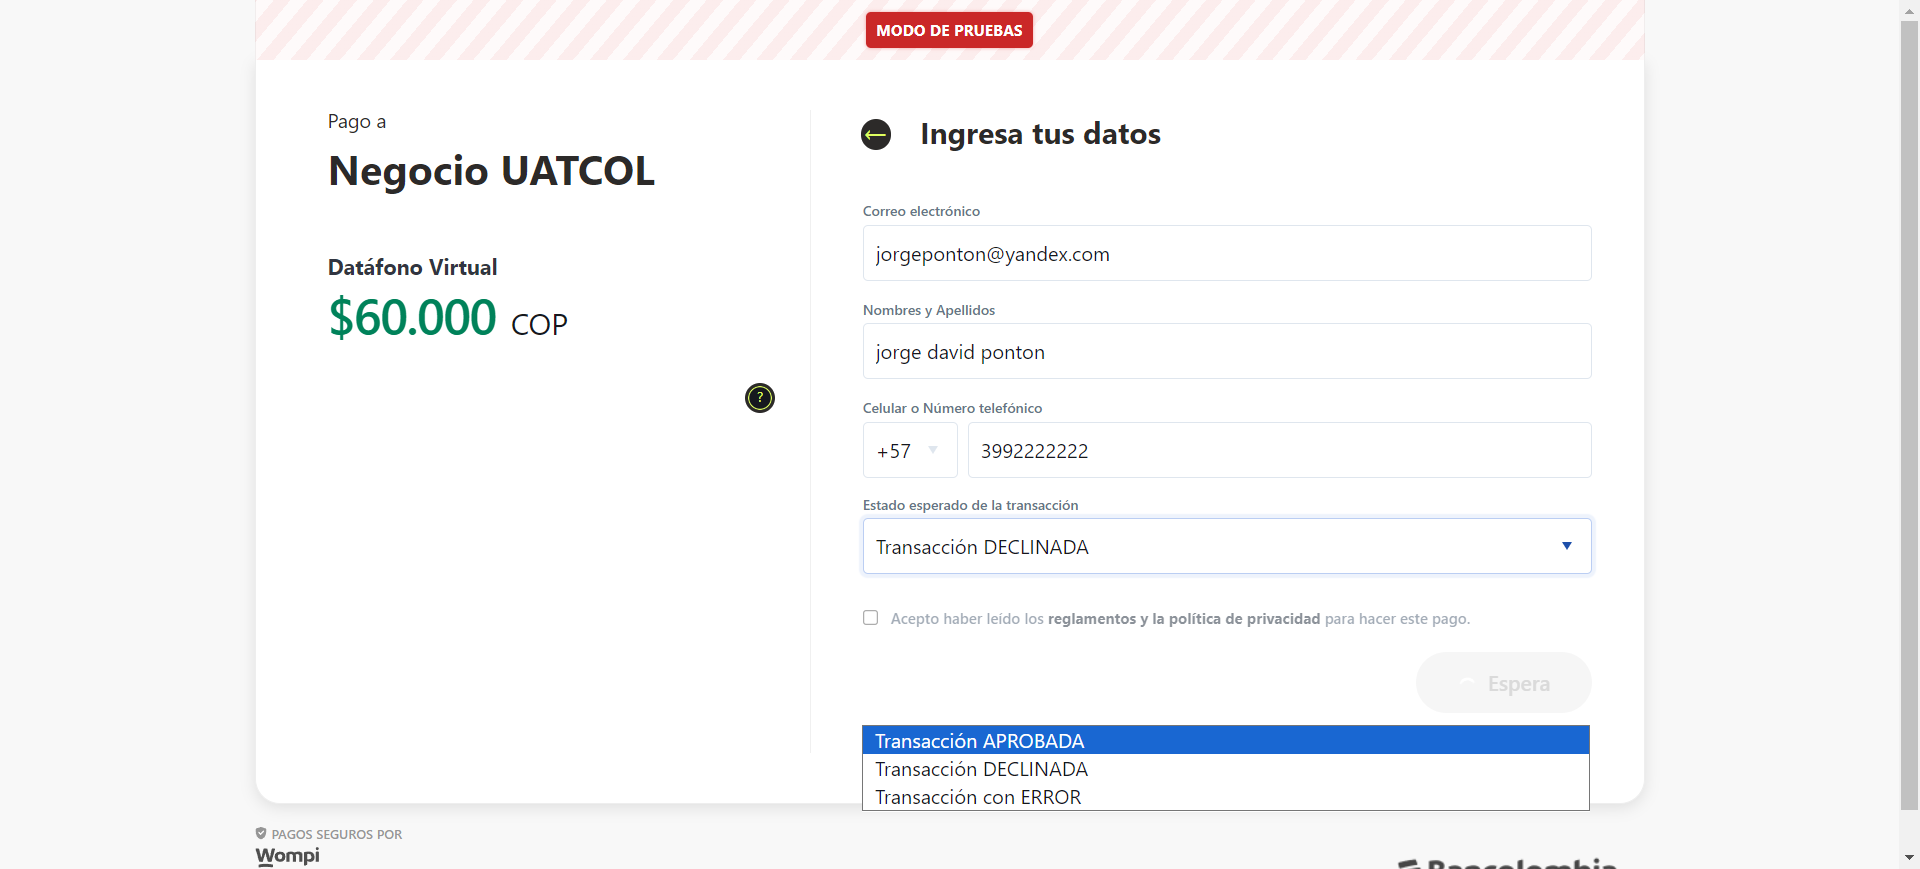 MODO DE PRUEBAS
Pago a
Negocio UATCOL
Datáfono Virtual
$60.000 COP
?
Ingresa tus datos
Correo electrónico
jorgeponton@yandex.com
Nombres y Apellidos
jorge david ponton
Celular o Número telefónico
+57 3992222222
Estado esperado de la transacción
Transacción DECLINADA
Acepto haber leído los reglamentos y la política de privacidad para hacer este pago.
Espera
Transacción APROBADA
Transacción DECLINADA
Transacción con ERROR
PAGOS SEGUROS POR
Wompi
Bancolombia